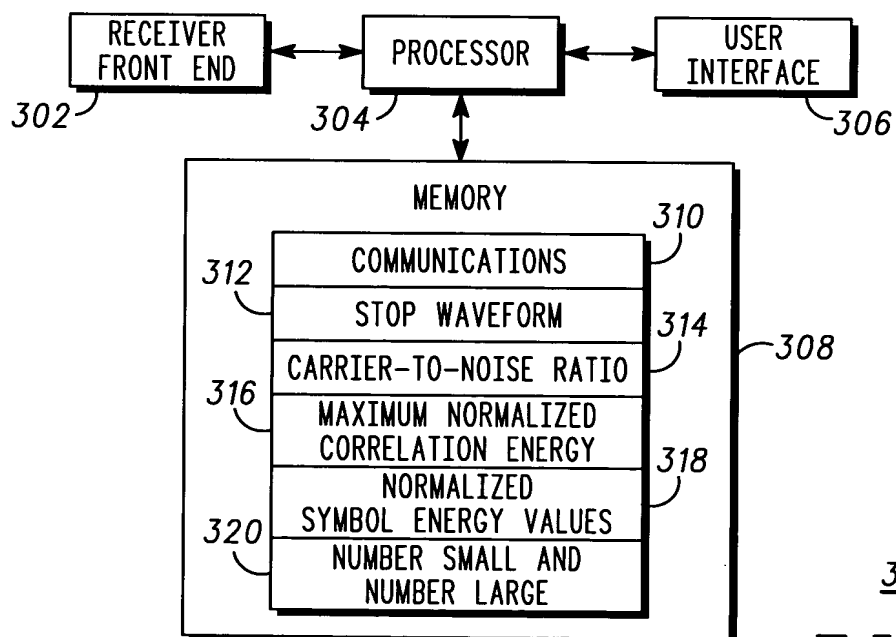 RECEIVER
FRONT END
302
PROCESSOR
304
USER
INTERFACE
306
MEMORY
308
COMMUNICATIONS
310
312
STOP WAVEFORM
CARRIER-TO-NOISE RATIO
314
316
MAXIMUM NORMALIZED
CORRELATION ENERGY
NORMALIZED
SYMBOL ENERGY VALUES
318
320
NUMBER SMALL AND
NUMBER LARGE